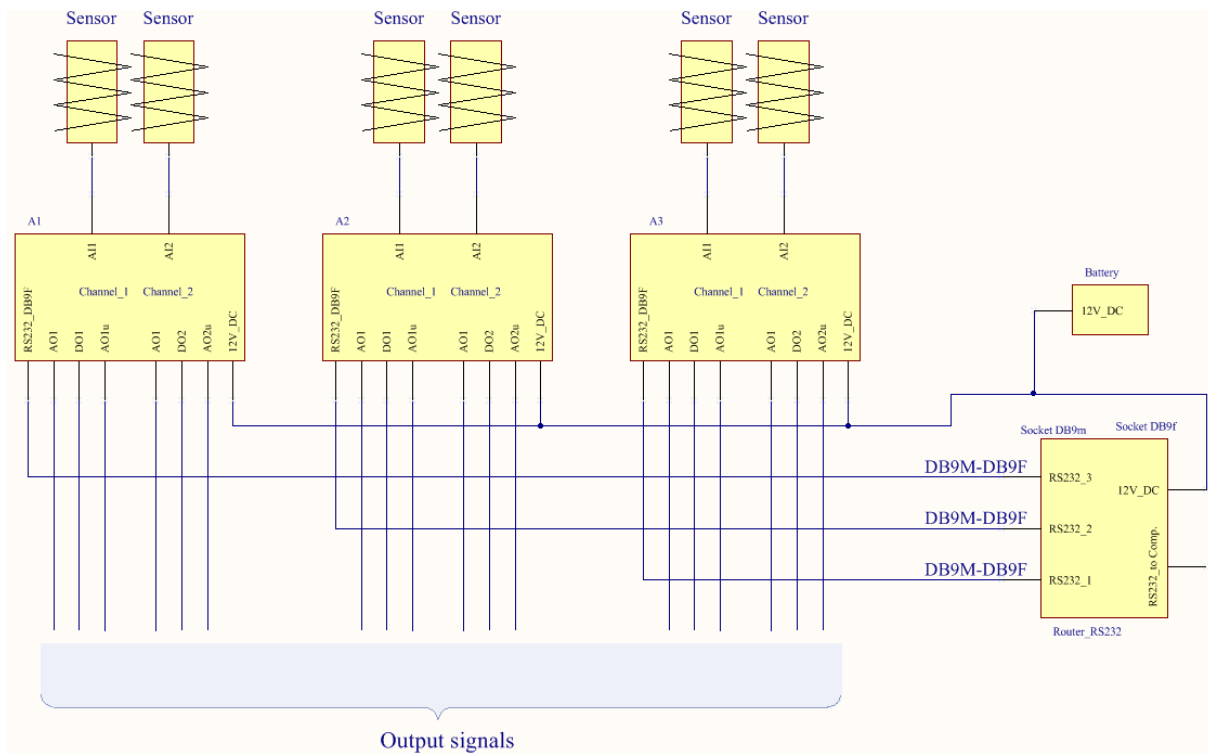 Sensor Sensor Sensor Sensor Sensor Sensor
A1 A2 A3
AI1 AI2 AI1 AI2 AI1 AI2
Battery
12V_DC
Channel_1 Channel_2 Channel_1 Channel_2 Channel_1 Channel_2
RS232_DB9F AO1 DO1 AO1u AO1 DO2 AO2u 12V_DC
RS232_DB9F AO1 DO1 AO1u AO1 DO2 AO2u 12V_DC
RS232_DB9F AO1 DO1 AO1u AO1 DO2 AO2u 12V_DC
Socket DB9m Socket DB9f
DB9M-DB9F RS232_3
12V_DC
DB9M-DB9F RS232_2
RS232_to Comp.
DB9M-DB9F RS232_1
Router_RS232
Output signals